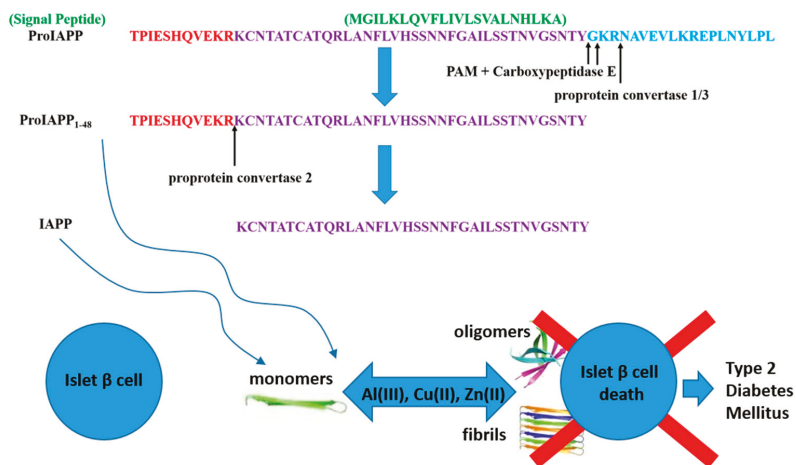 (Signal Peptide) (MGILKLQVFLIVLSVALNHLKA)
ProIAPP TPIESHQVEKRKCNTATCATQRLANFLVHSSNNFGAILSSTNVGSNTYGKRNAVEVLKREPLNYLPL
PAM + Carboxypeptidase E
proprotein convertase 1/3
ProIAPP1-48 TPIESHQVEKRKCNTATCATQRLANFLVHSSNNFGAILSSTNVGSNTY
proprotein convertase 2
IAPP KCNTATCATQRLANFLVHSSNNFGAILSSTNVGSNTY
Islet β cell
monomers
Al(III), Cu(II), Zn(II)
oligomers
fibrils
Islet β cell
death
Type 2
Diabetes
Mellitus